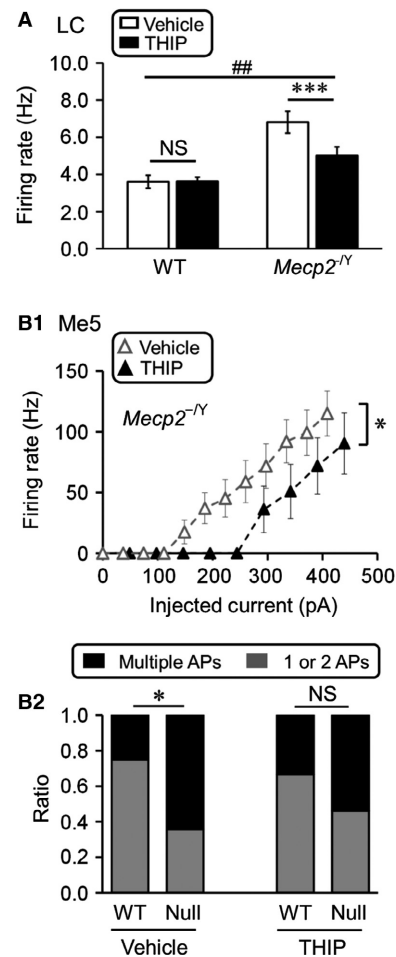 A LC
Vehicle
THIP
Firing rate (Hz)
10.0
8.0
6.0
4.0
2.0
0.0
##
***
NS
WT
Mecp2-/Y
B1 Me5
Vehicle
THIP
Mecp2−/Y
Firing rate (Hz)
150
100
50
0
*
0 100 200 300 400 500
Injected current (pA)
Multiple APs 1 or 2 APs
B2
* NS
Ratio
1.0
0.8
0.6
0.4
0.2
0.0
WT Null WT Null
Vehicle THIP